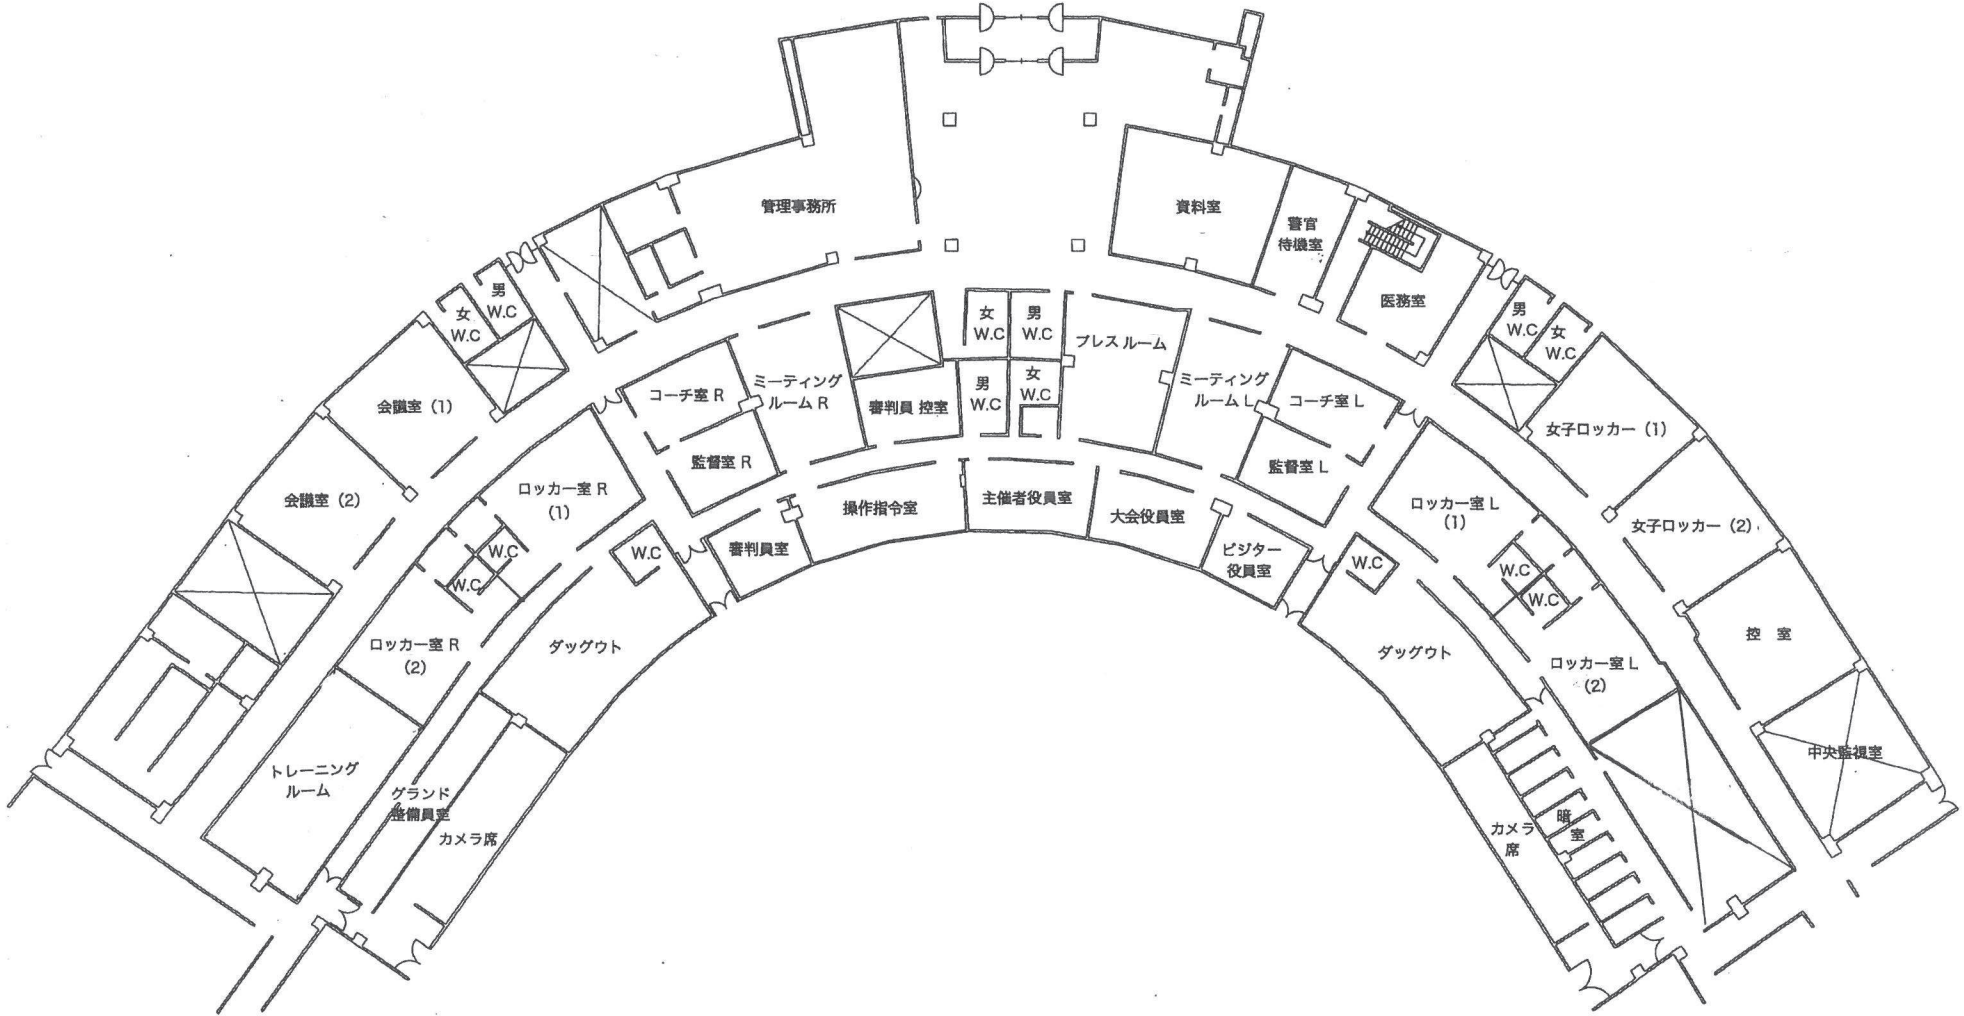 管理事務所
資料室
警官
待機室
医務室
男
W.C
女
W.C
女
W.C
男
W.C
男
W.C
女
W.C
プレスルーム
男
W.C
女
W.C
会議室（1）
コーチ室 R
ミーティング
ルーム R
審判員 控室
ミーティング
ルーム L
コーチ室 L
女子ロッカー（1）
会議室（2）
ロッカー室 R
（1）
監督室 R
操作指令室
主催者役員室
大会役員室
監督室 L
ロッカー室 L
（1）
女子ロッカー（2）
W.C
W.C
W.C
審判員室
ビジター
役員室
W.C
W.C
W.C
ロッカー室 R
（2）
ダッグウト
ダッグウト
ロッカー室 L
（2）
控　室
トレーニング
ルーム
グランド
整備員室
カメラ席
カメラ
席
暗
室
中央監視室